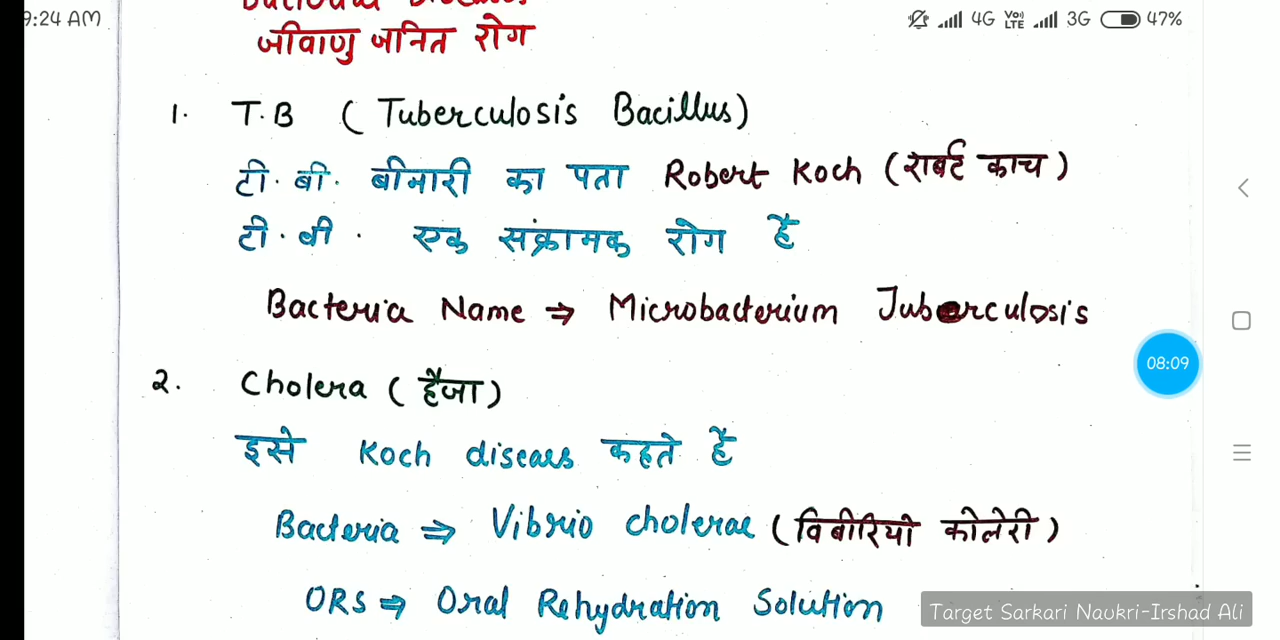 9:24 AM 4G VoLTE 3G 47%
जीवाणु जनित रोग
1. T.B ( Tuberculosis Bacillus)
टी. बी. बीमारी का पता Robert Koch (राबर्ट काच)
टी. बी. एक संक्रामक रोग है
Bacteria Name ⇒ Microbacterium Tuberculosis
2. Cholera ( हैजा )
इसे Koch diseas कहते है
08:09
Bacteria ⇒ Vibrio cholerae ( विबीरियो कोलेरी )
ORS ⇒ Oral Rehydration Solution
Target Sarkari Naukri-Irshad Ali